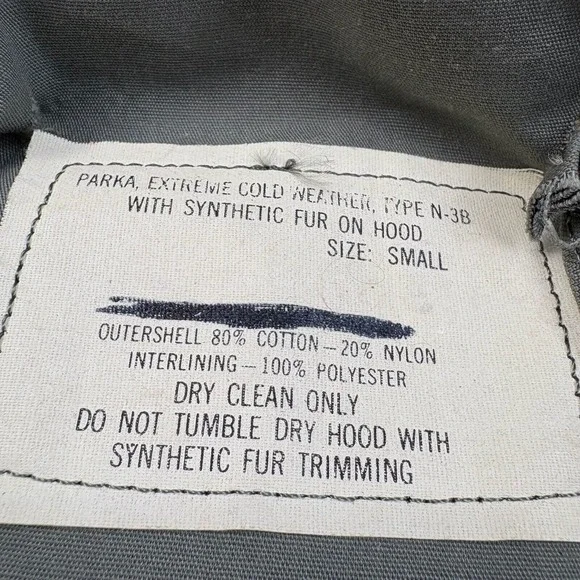 PARKA, EXTREME COLD WEATHER, TYPE N-3B
WITH SYNTHETIC FUR ON HOOD
SIZE: SMALL
OUTERSHELL 80% COTTON—20% NYLON
INTERLINING—100% POLYESTER
DRY CLEAN ONLY
DO NOT TUMBLE DRY HOOD WITH
SYNTHETIC FUR TRIMMING